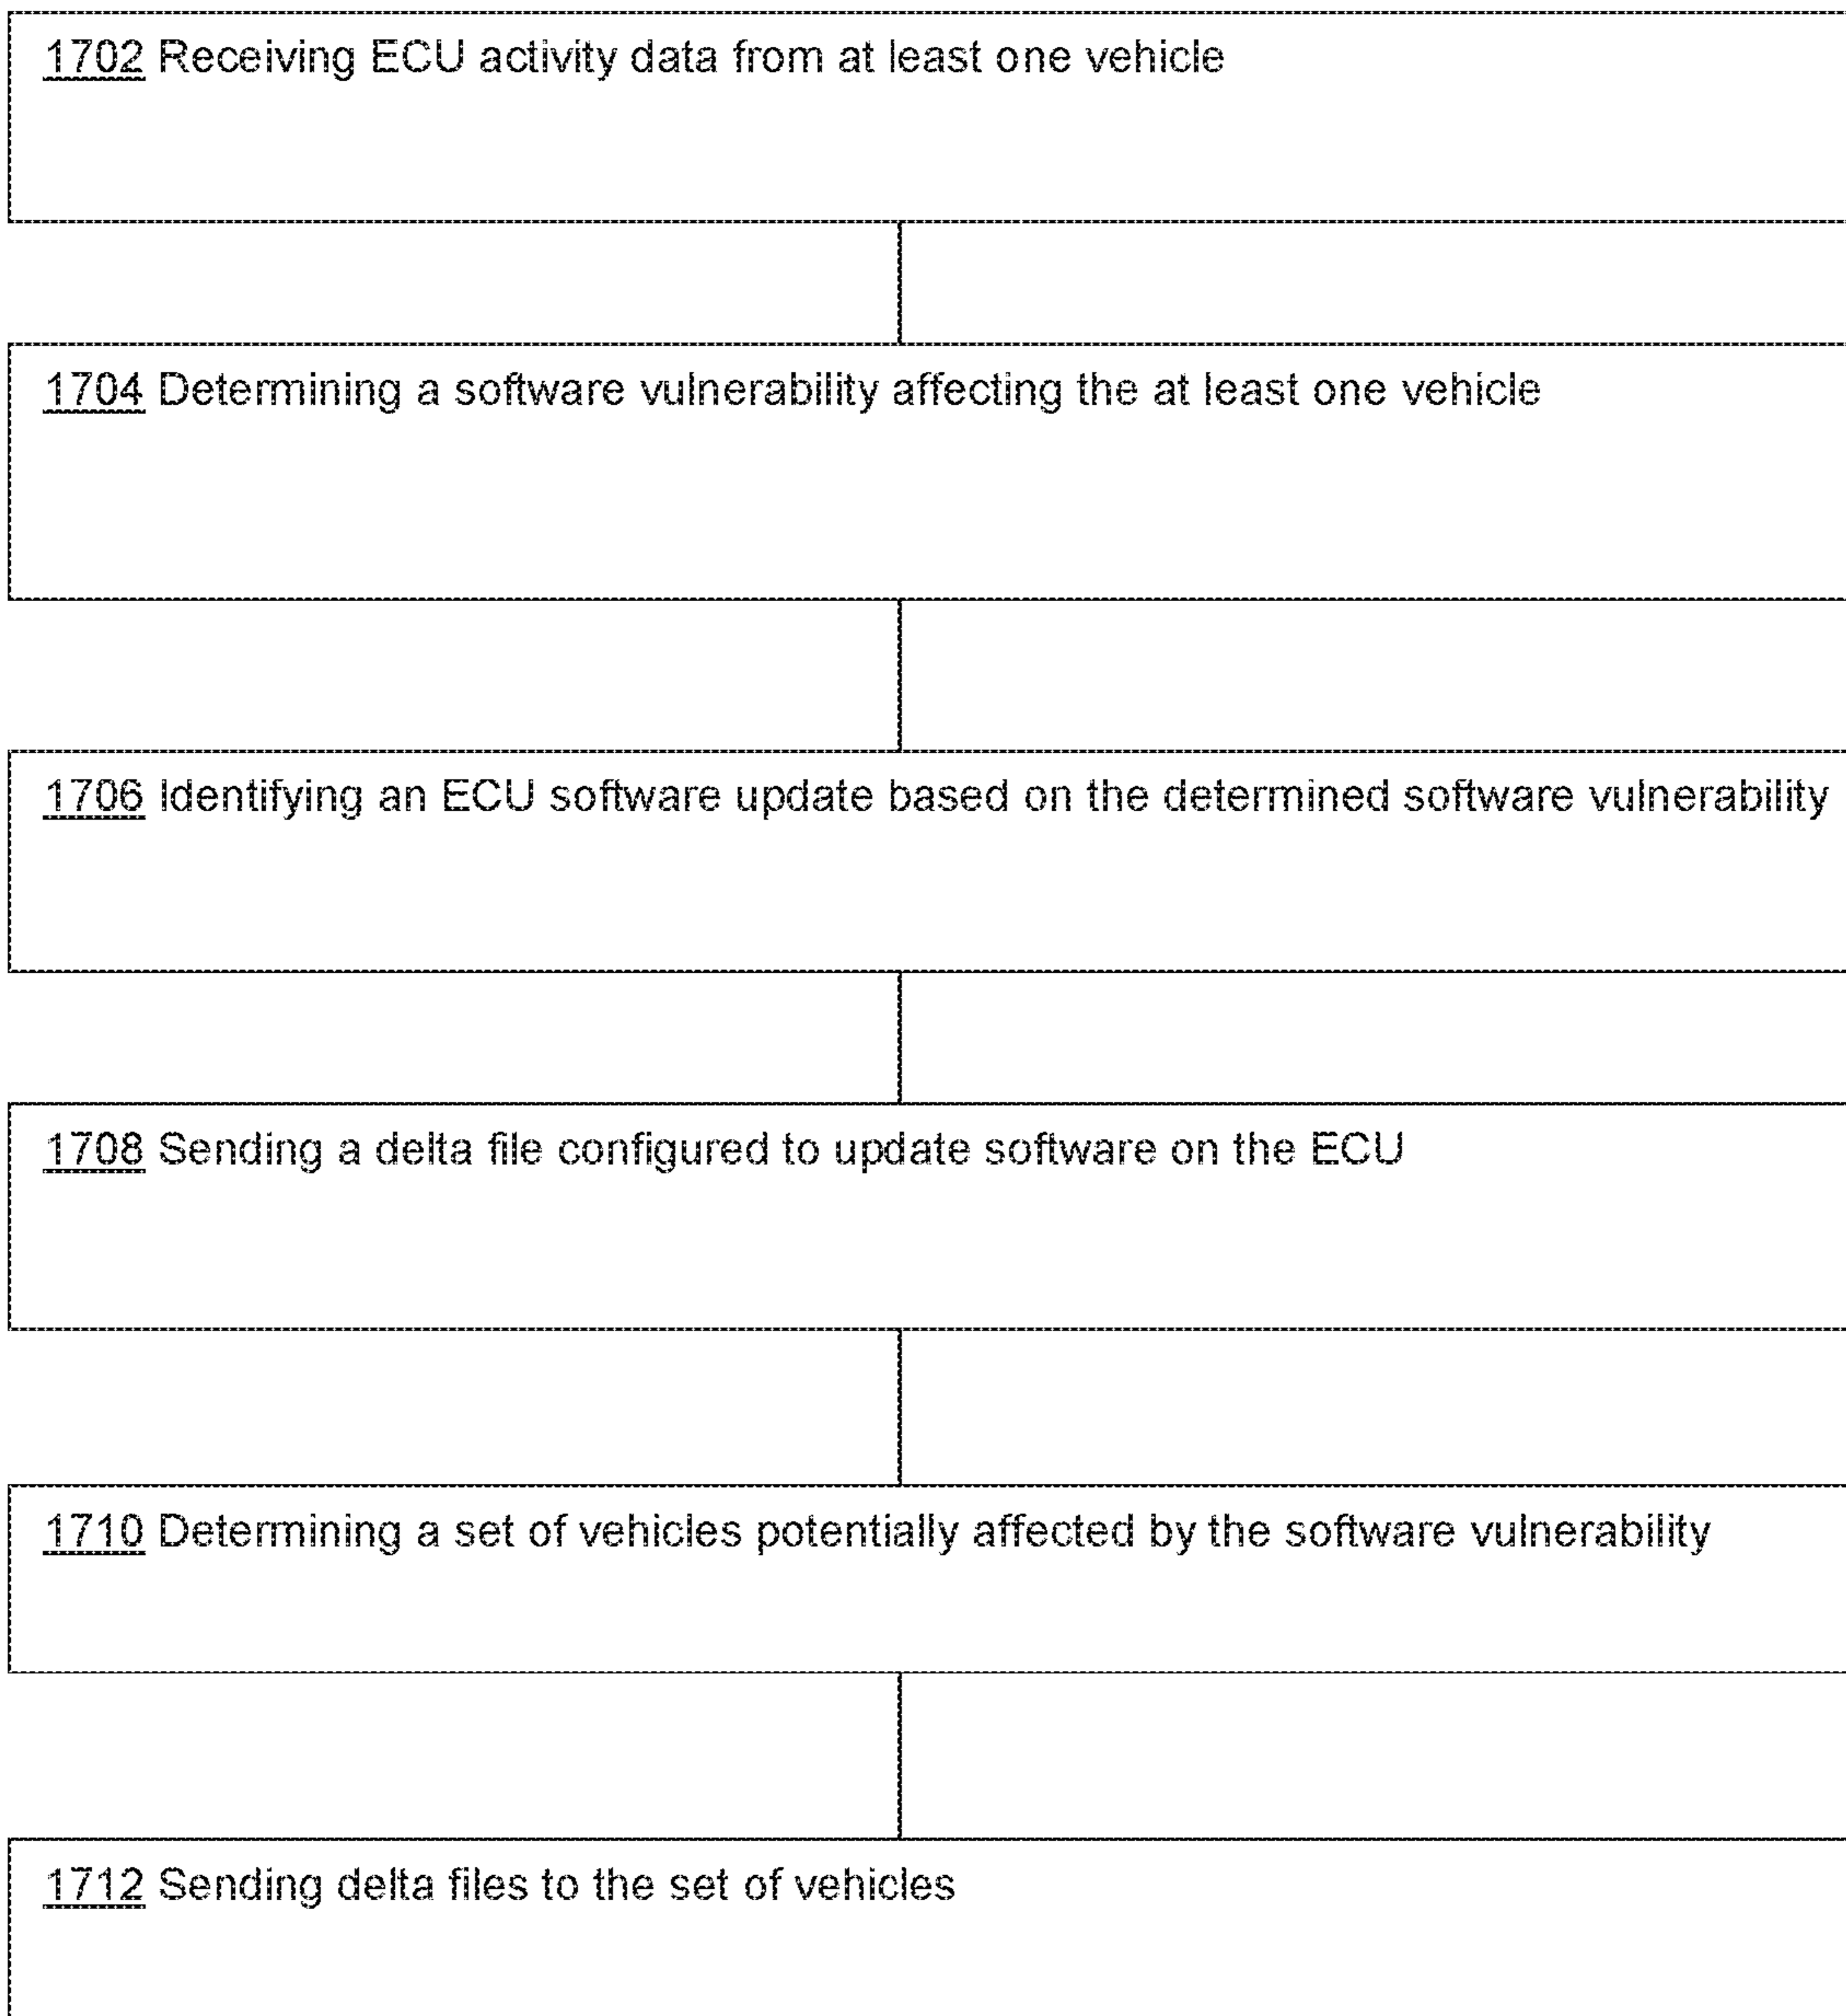 1702 Receiving ECU activity data from at least one vehicle
1704 Determining a software vulnerability affecting the at least one vehicle
1706 Identifying an ECU software update based on the determined software vulnerability
1708 Sending a delta file configured to update software on the ECU
1710 Determining a set of vehicles potentially affected by the software vulnerability
1712 Sending delta files to the set of vehicles